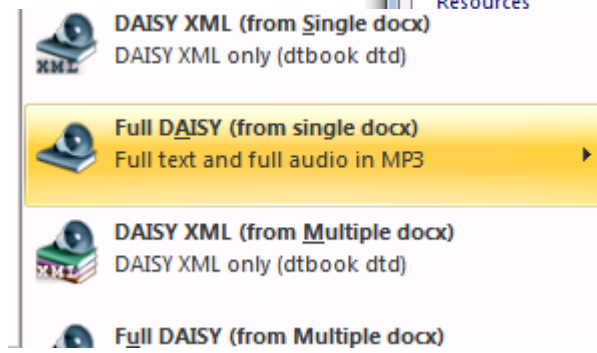 Resources
DAISY XML (from Single docx)
DAISY XML only (dtbook dtd)
XML
Full DAISY (from single docx)
Full text and full audio in MP3
DAISY XML (from Multiple docx)
DAISY XML only (dtbook dtd)
XML
Full DAISY (from Multiple docx)